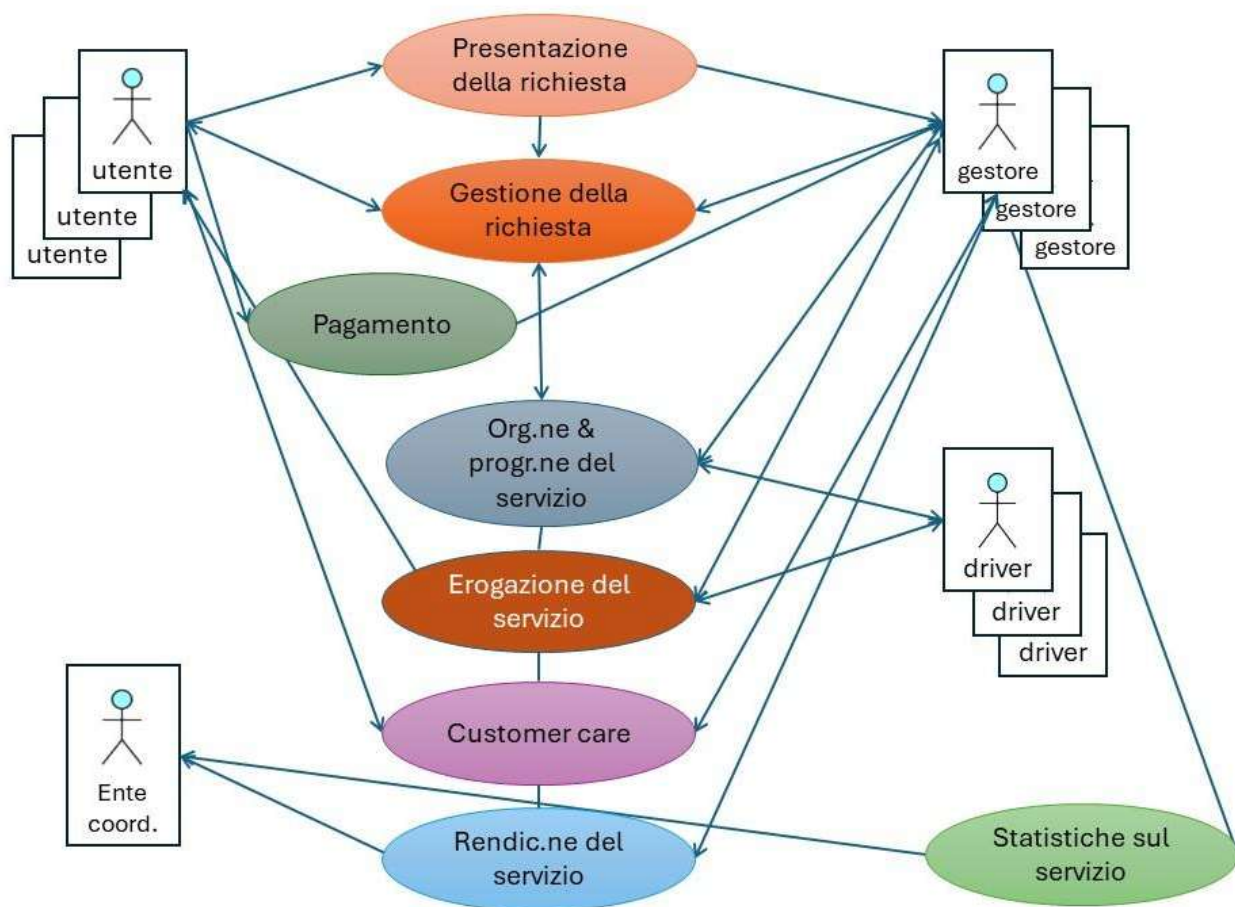 Presentazione
della richiesta
utente
utente
utente
gestore
gestore
gestore
Gestione della
richiesta
Pagamento
Org.ne &
progr.ne del
servizio
driver
driver
driver
Erogazione del
servizio
Customer care
Ente
coord.
Rendic.ne del
servizio
Statistiche sul
servizio